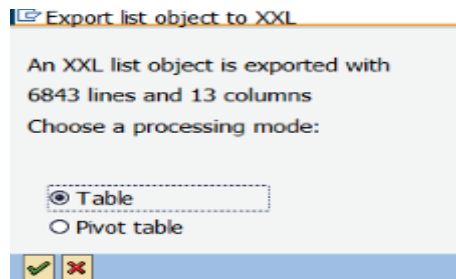 Export list object to XXL
An XXL list object is exported with
6843 lines and 13 columns
Choose a processing mode:
Table
Pivot table